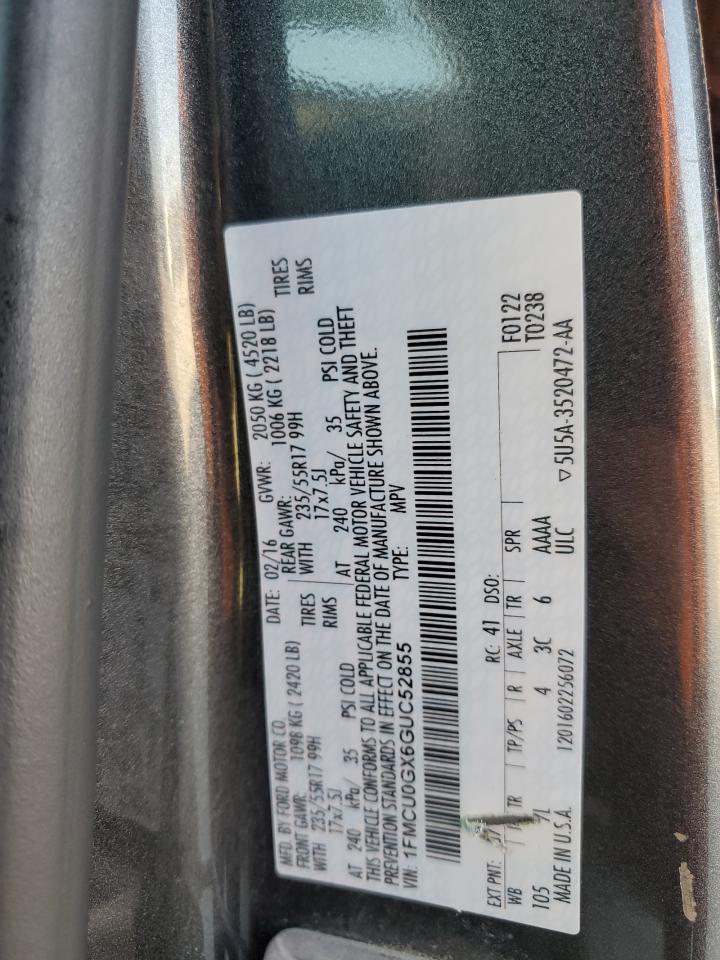 MFD. BY FORD MOTOR CO.
DATE: 02/16 GVWR: 2050 KG ( 4520 LB)
FRONT GAWR: 1098 KG ( 2420 LB) REAR GAWR: 1006 KG ( 2218 LB)
WITH 235/55R17 99H TIRES WITH 235/55R17 99H TIRES
17x7.5J RIMS 17x7.5J RIMS
AT 240 kPa/ 35 PSI COLD AT 240 kPa/ 35 PSI COLD
THIS VEHICLE CONFORMS TO ALL APPLICABLE FEDERAL MOTOR VEHICLE SAFETY AND THEFT
PREVENTION STANDARDS IN EFFECT ON THE DATE OF MANUFACTURE SHOWN ABOVE.
VIN: 1FMCU0GX6GUC52855 TYPE: MPV
EXT PNT: RC: 41 DSO: F0122
WB TR TP/PS R AXLE TR SPR T0238
105 L 4 3C 6 AAAA
MADE IN U.S.A. 1201602256072 ULC ▽5U5A-3520472-AA